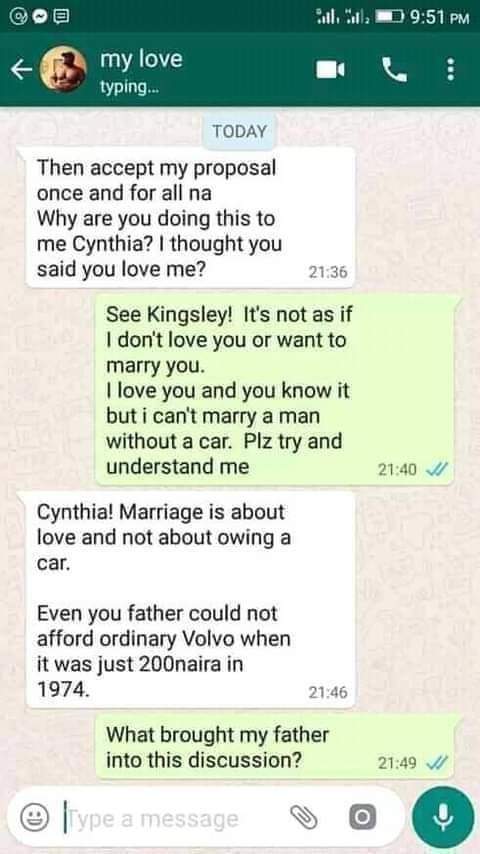 9:51 PM
my love
typing...
TODAY
Then accept my proposal
once and for all na
Why are you doing this to
me Cynthia? I thought you
said you love me?
21:36
See Kingsley! It's not as if
I don't love you or want to
marry you.
I love you and you know it
but i can't marry a man
without a car. Plz try and
understand me
21:40
Cynthia! Marriage is about
love and not about owing a
car.
Even you father could not
afford ordinary Volvo when
it was just 200naira in
1974.
21:46
What brought my father
into this discussion?
21:49
Type a message